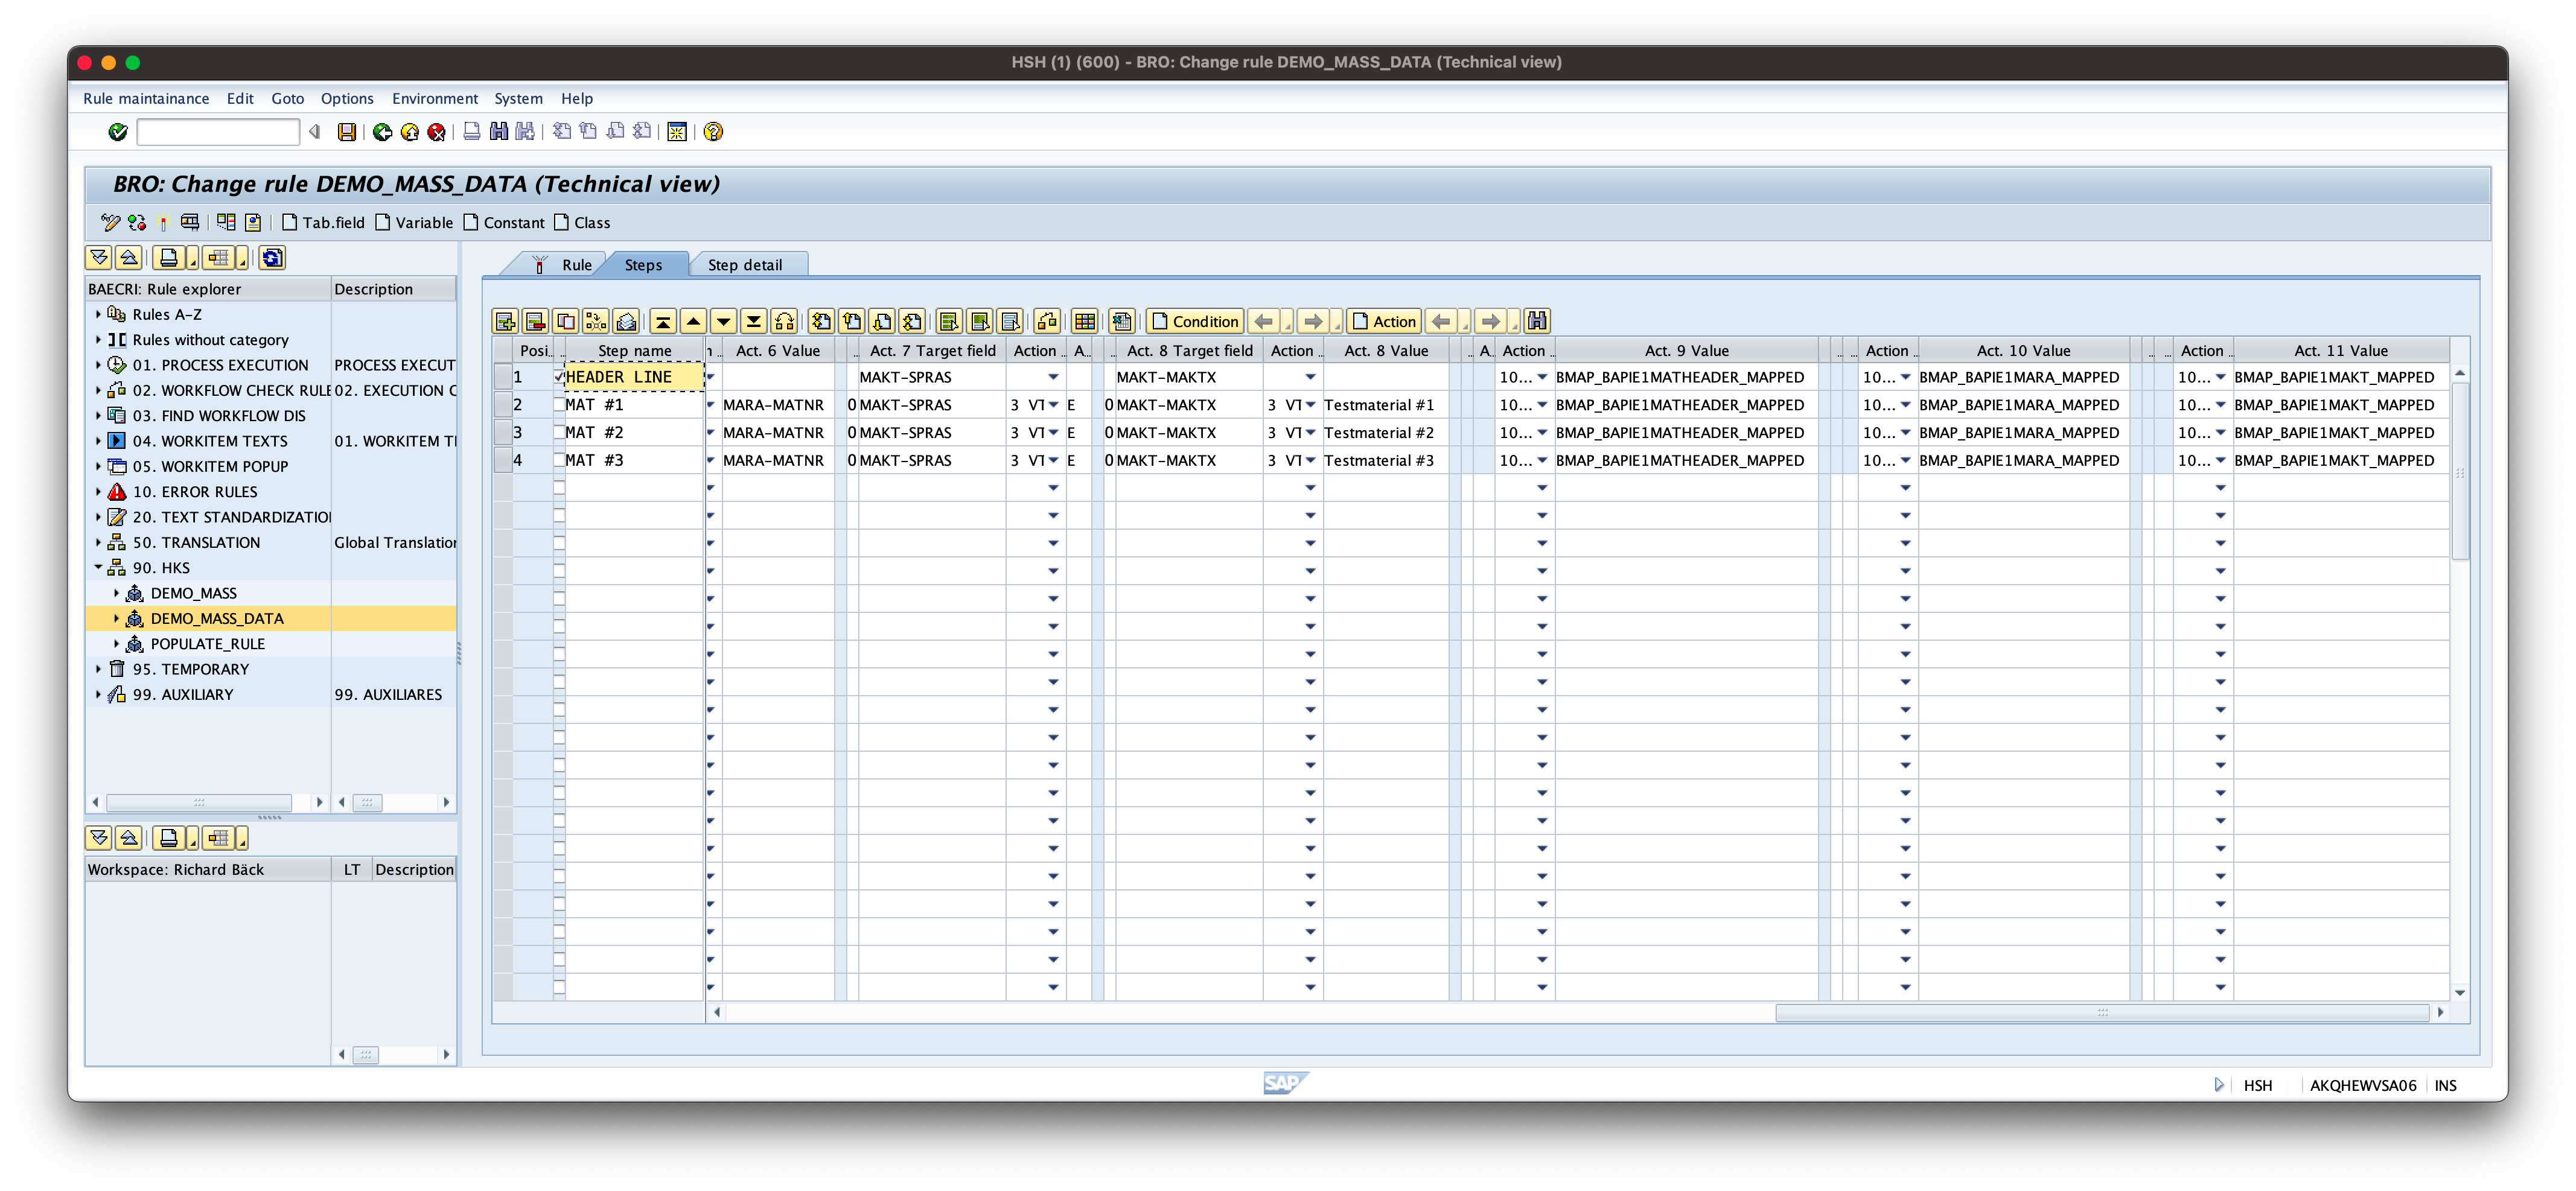 HSH (1) (600) - BRO: Change rule DEMO_MASS_DATA (Technical view)
Rule maintainance Edit Goto Options Environment System Help
BRO: Change rule DEMO_MASS_DATA (Technical view)
Tab.field Variable Constant Class
Rule Steps Step detail
BAECRI: Rule explorer Description
Rules A-Z
Rules without category
01. PROCESS EXECUTION PROCESS EXECUT
02. WORKFLOW CHECK RULE 02. EXECUTION C
03. FIND WORKFLOW DIS
04. WORKITEM TEXTS 01. WORKITEM TI
05. WORKITEM POPUP
10. ERROR RULES
20. TEXT STANDARDIZATIO
50. TRANSLATION Global Translation
90. HKS
DEMO_MASS
DEMO_MASS_DATA
POPULATE_RULE
95. TEMPORARY
99. AUXILIARY 99. AUXILIARES
Workspace: Richard Bäck LT Description
Condition Action
Posi.. .. Step name ... Act. 6 Value .. Act. 7 Target field Action .. A.. .. Act. 8 Target field Action .. Act. 8 Value .. A. Action .. Act. 9 Value .. ... Action .. Act. 10 Value .. ... Action .. Act. 11 Value
1 HEADER LINE MAKT-SPRAS MAKT-MAKTX 10... BMAP_BAPIE1MATHEADER_MAPPED 10... BMAP_BAPIE1MARA_MAPPED 10... BMAP_BAPIE1MAKT_MAPPED
2 MAT #1 MARA-MATNR 0 MAKT-SPRAS 3 E 0 MAKT-MAKTX 3 Testmaterial #1 10... BMAP_BAPIE1MATHEADER_MAPPED 10... BMAP_BAPIE1MARA_MAPPED 10... BMAP_BAPIE1MAKT_MAPPED
3 MAT #2 MARA-MATNR 0 MAKT-SPRAS 3 E 0 MAKT-MAKTX 3 Testmaterial #2 10... BMAP_BAPIE1MATHEADER_MAPPED 10... BMAP_BAPIE1MARA_MAPPED 10... BMAP_BAPIE1MAKT_MAPPED
4 MAT #3 MARA-MATNR 0 MAKT-SPRAS 3 E 0 MAKT-MAKTX 3 Testmaterial #3 10... BMAP_BAPIE1MATHEADER_MAPPED 10... BMAP_BAPIE1MARA_MAPPED 10... BMAP_BAPIE1MAKT_MAPPED
SAP
HSH AKQHEWVSA06 INS